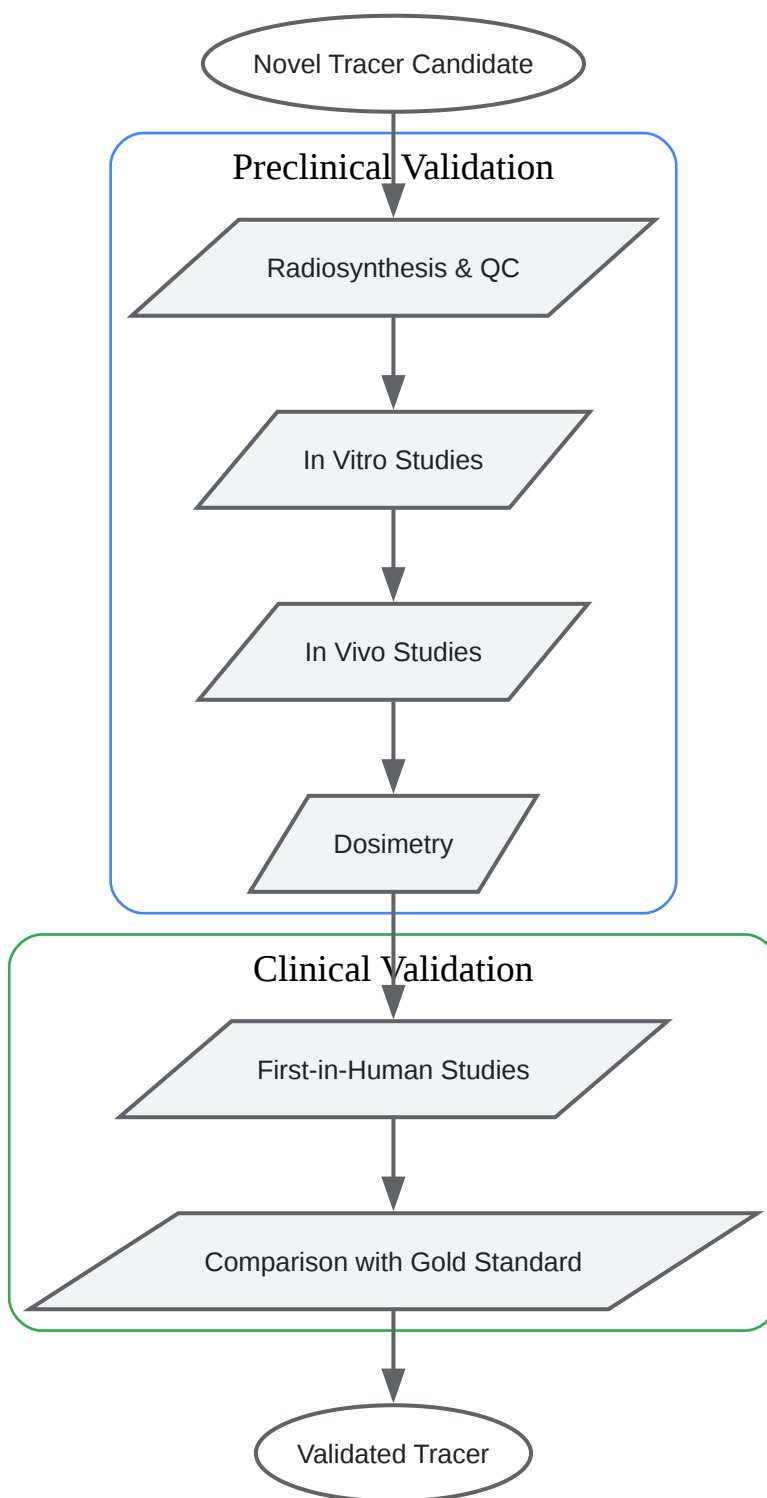 Novel Tracer Candidate
Preclinical Validation
Radiosynthesis & QC
In Vitro Studies
In Vivo Studies
Dosimetry
Clinical Validation
First-in-Human Studies
Comparison with Gold Standard
Validated Tracer